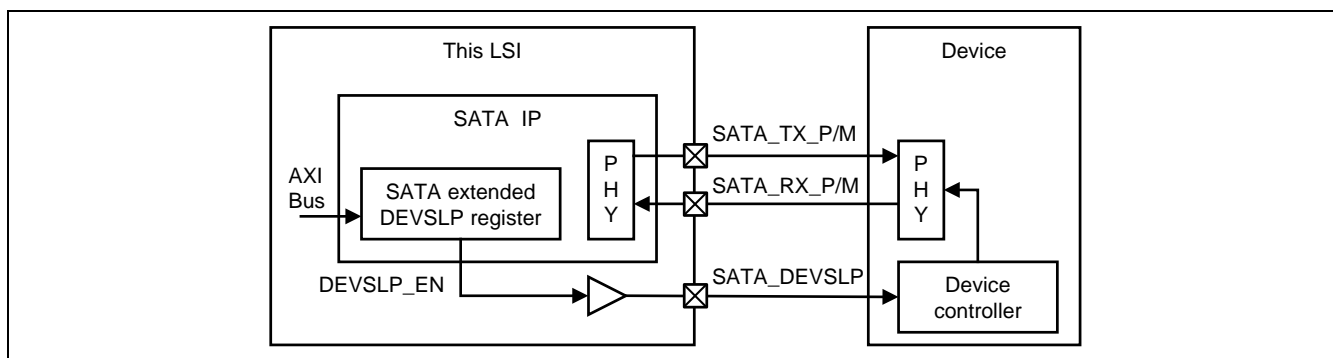 This LSI
Device
SATA IP
SATA_TX_P/M
P
H
Y
P
H
Y
AXI
Bus
SATA extended
DEVSLP register
SATA_RX_P/M
DEVSLP_EN
SATA_DEVSLP
Device
controller